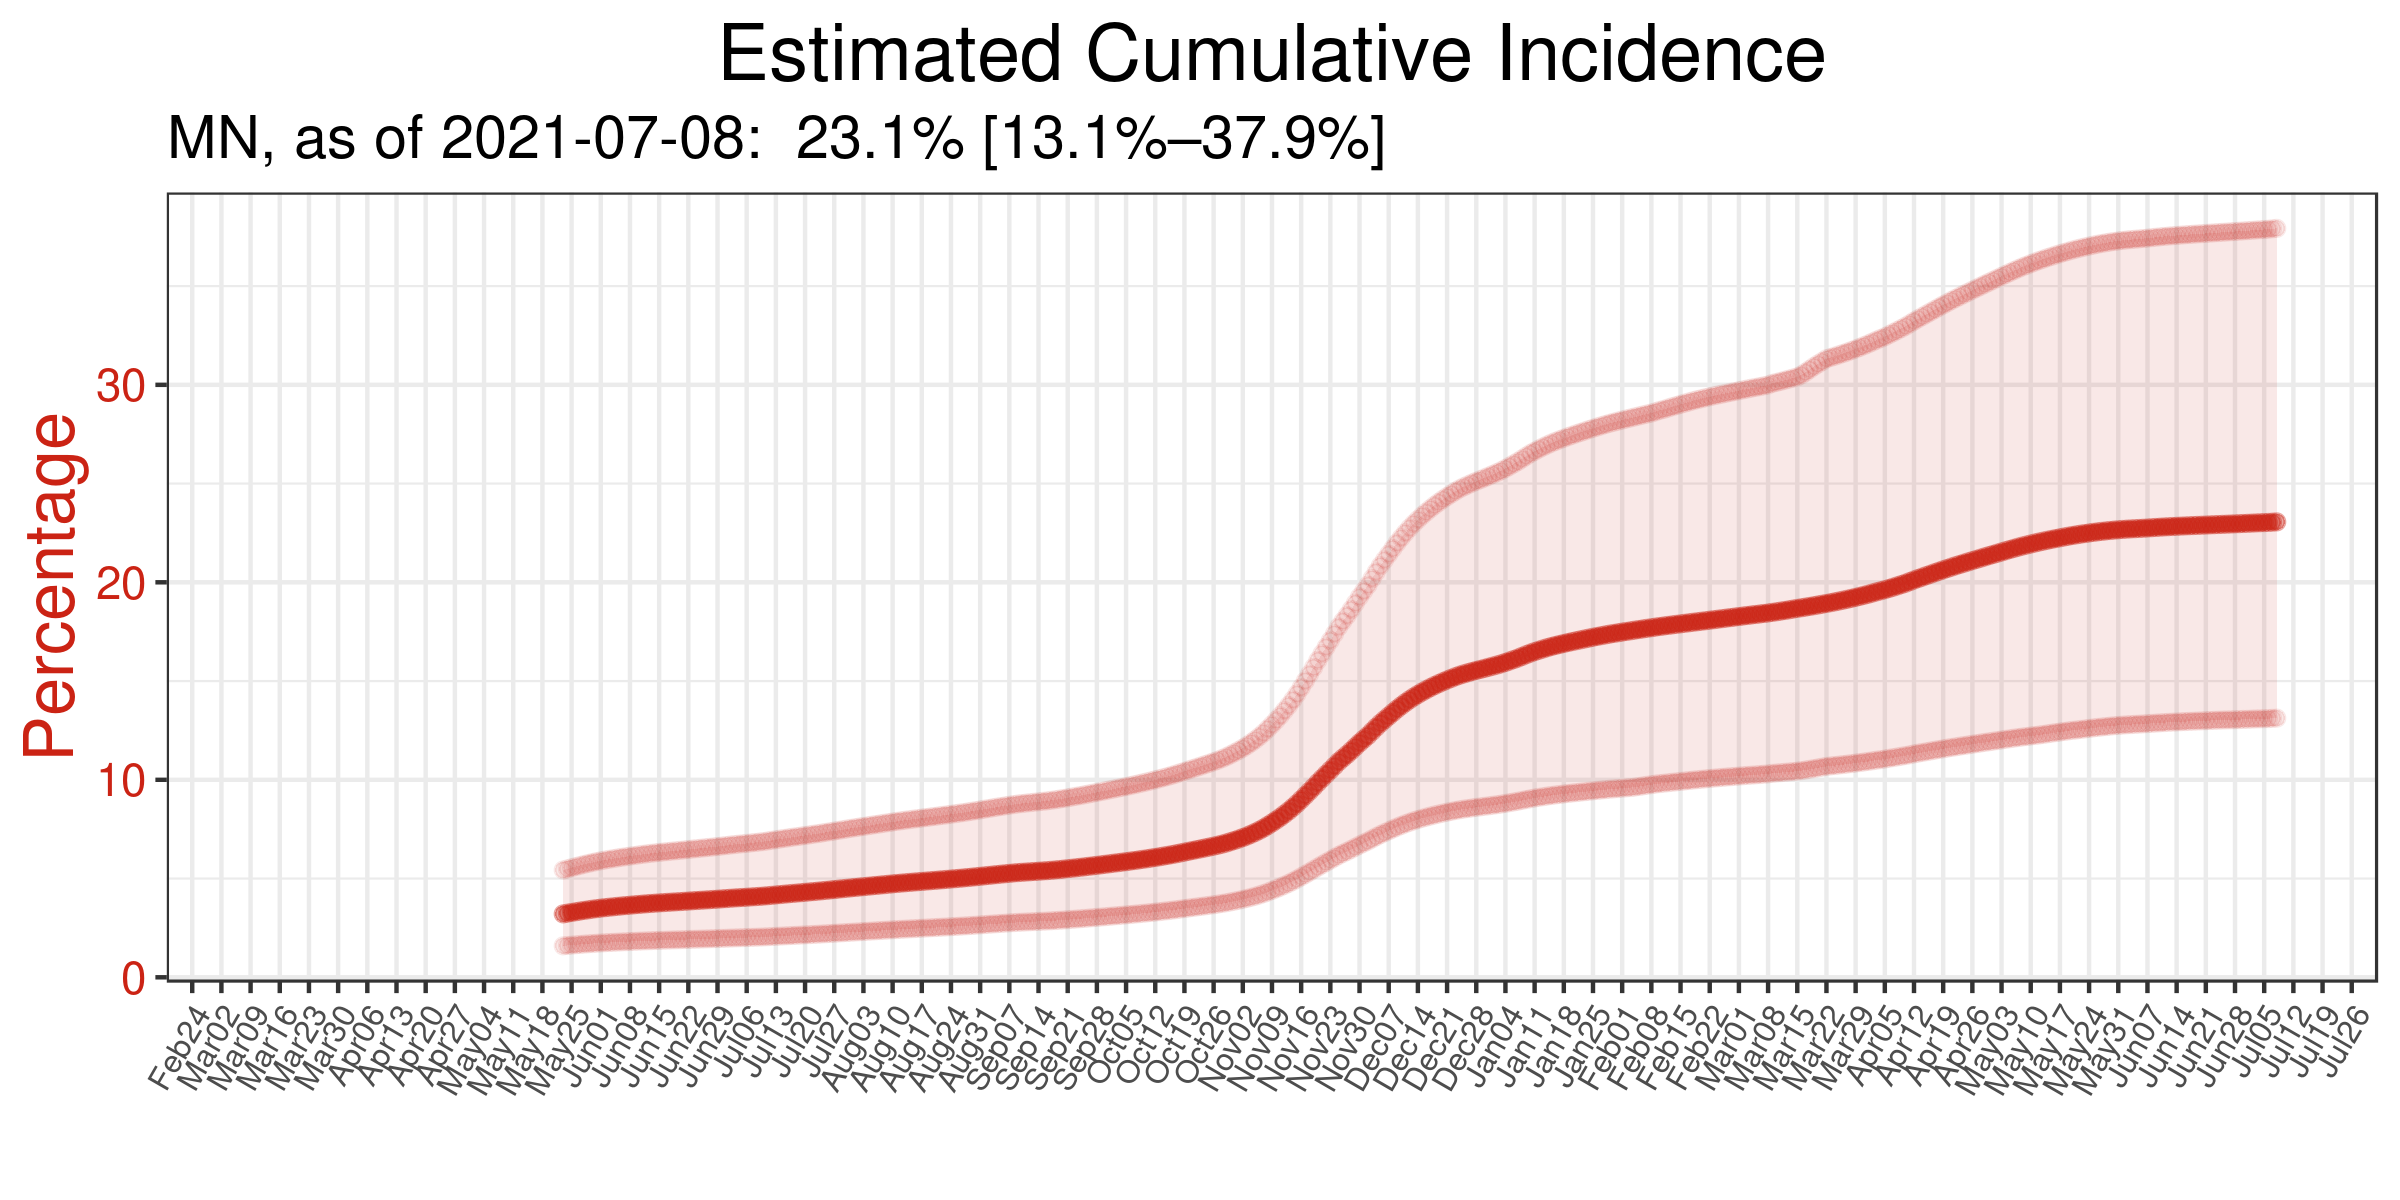 Estimated Cumulative Incidence
MN, as of 2021-07-08:  23.1% [13.1%–37.9%]
Percentage
30
20
10
0
Feb24
Mar02
Mar09
Mar16
Mar23
Mar30
Apr06
Apr13
Apr20
Apr27
May04
May11
May18
May25
Jun01
Jun08
Jun15
Jun22
Jun29
Jul06
Jul13
Jul20
Jul27
Aug03
Aug10
Aug17
Aug24
Aug31
Sep07
Sep14
Sep21
Sep28
Oct05
Oct12
Oct19
Oct26
Nov02
Nov09
Nov16
Nov23
Nov30
Dec07
Dec14
Dec21
Dec28
Jan04
Jan11
Jan18
Jan25
Feb01
Feb08
Feb15
Feb22
Mar01
Mar08
Mar15
Mar22
Mar29
Apr05
Apr12
Apr19
Apr26
May03
May10
May17
May24
May31
Jun07
Jun14
Jun21
Jun28
Jul05
Jul12
Jul19
Jul26